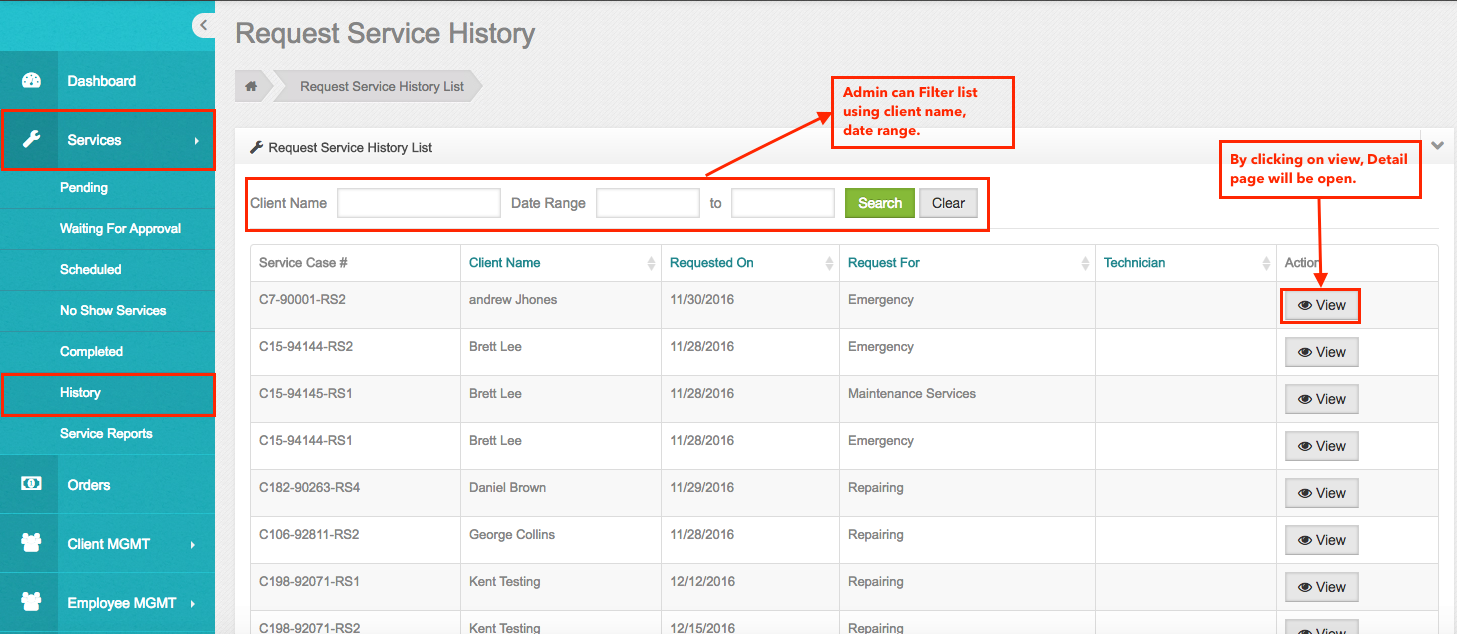 Request Service History
Dashboard
Services
Pending
Waiting For Approval
Scheduled
No Show Services
Completed
History
Service Reports
Orders
Client MGMT
Employee MGMT
Request Service History List
Admin can Filter list
using client name,
date range.
Request Service History List
By clicking on view, Detail
page will be open.
Client Name Date Range to Search Clear
Service Case # Client Name Requested On Request For Technician Action
C7-90001-RS2 andrew Jhones 11/30/2016 Emergency View
C15-94144-RS2 Brett Lee 11/28/2016 Emergency View
C15-94145-RS1 Brett Lee 11/28/2016 Maintenance Services View
C15-94144-RS1 Brett Lee 11/28/2016 Emergency View
C182-90263-RS4 Daniel Brown 11/29/2016 Repairing View
C106-92811-RS2 George Collins 11/28/2016 Repairing View
C198-92071-RS1 Kent Testing 12/12/2016 Repairing View
C198-92071-RS2 Kent Testing 12/15/2016 Repairing View